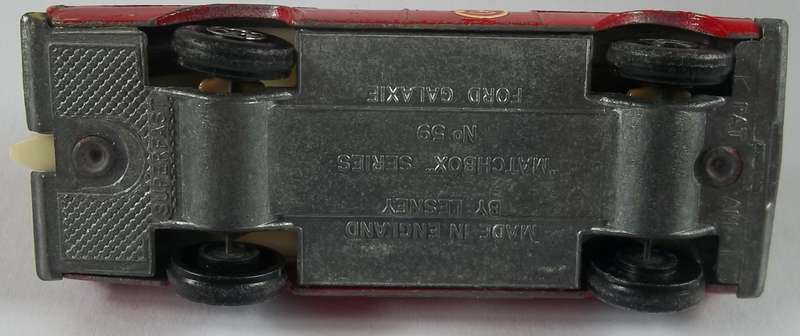 FORD GALAXIE
Nº 59
"MATCHBOX" SERIES
BY LESNEY
MADE IN ENGLAND
SUPERFAST
PAT